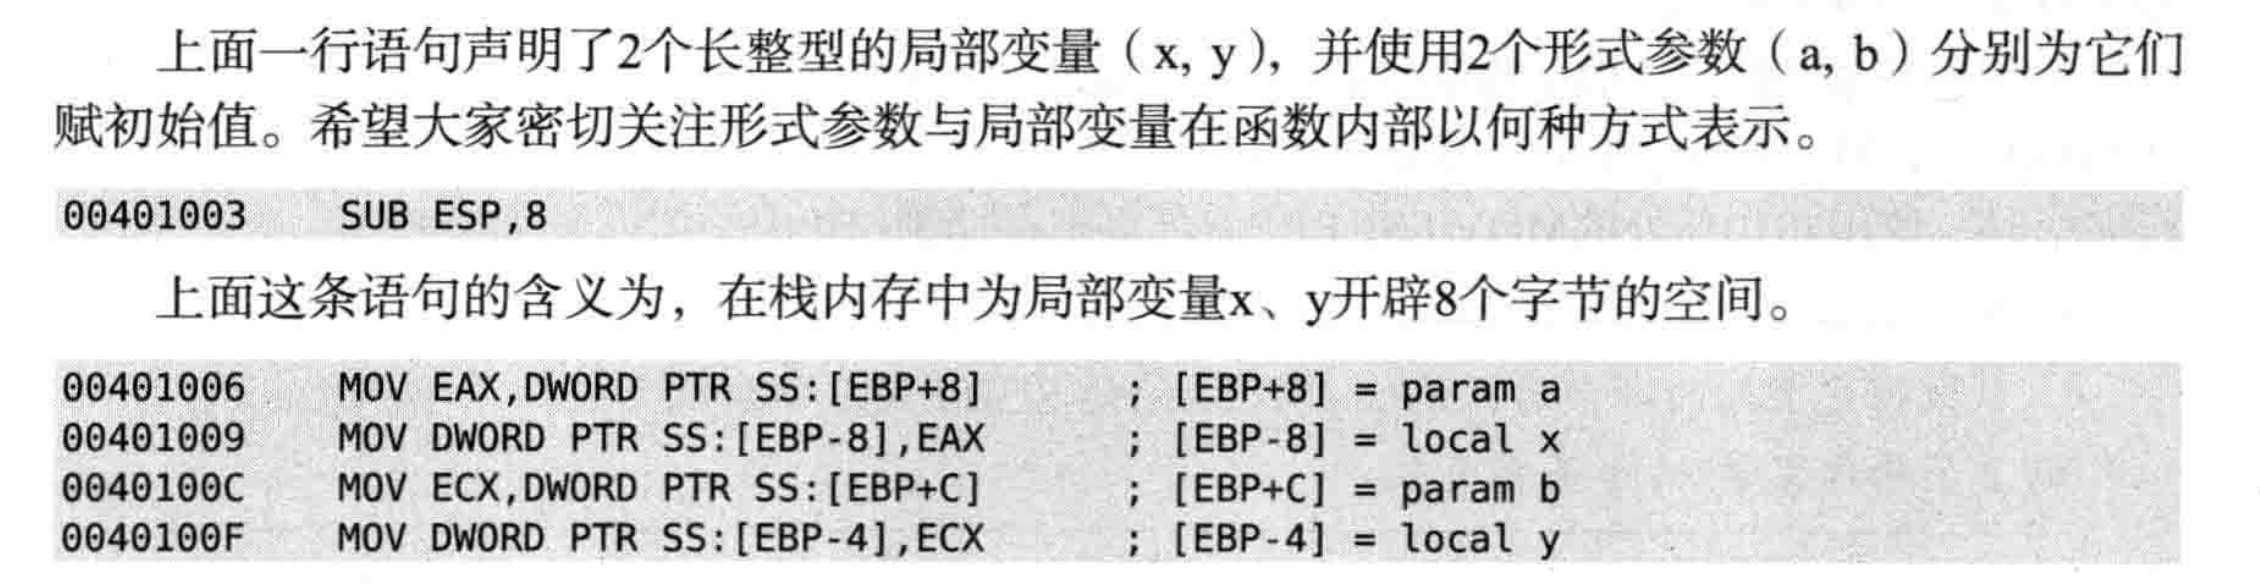 上面一行语句声明了2个长整型的局部变量（x, y），并使用2个形式参数（a, b）分别为它们
赋初始值。希望大家密切关注形式参数与局部变量在函数内部以何种方式表示。
00401003 SUB ESP,8
上面这条语句的含义为，在栈内存中为局部变量x、y开辟8个字节的空间。
00401006 MOV EAX,DWORD PTR SS:[EBP+8] ; [EBP+8] = param a
00401009 MOV DWORD PTR SS:[EBP-8],EAX ; [EBP-8] = local x
0040100C MOV ECX,DWORD PTR SS:[EBP+C] ; [EBP+C] = param b
0040100F MOV DWORD PTR SS:[EBP-4],ECX ; [EBP-4] = local y